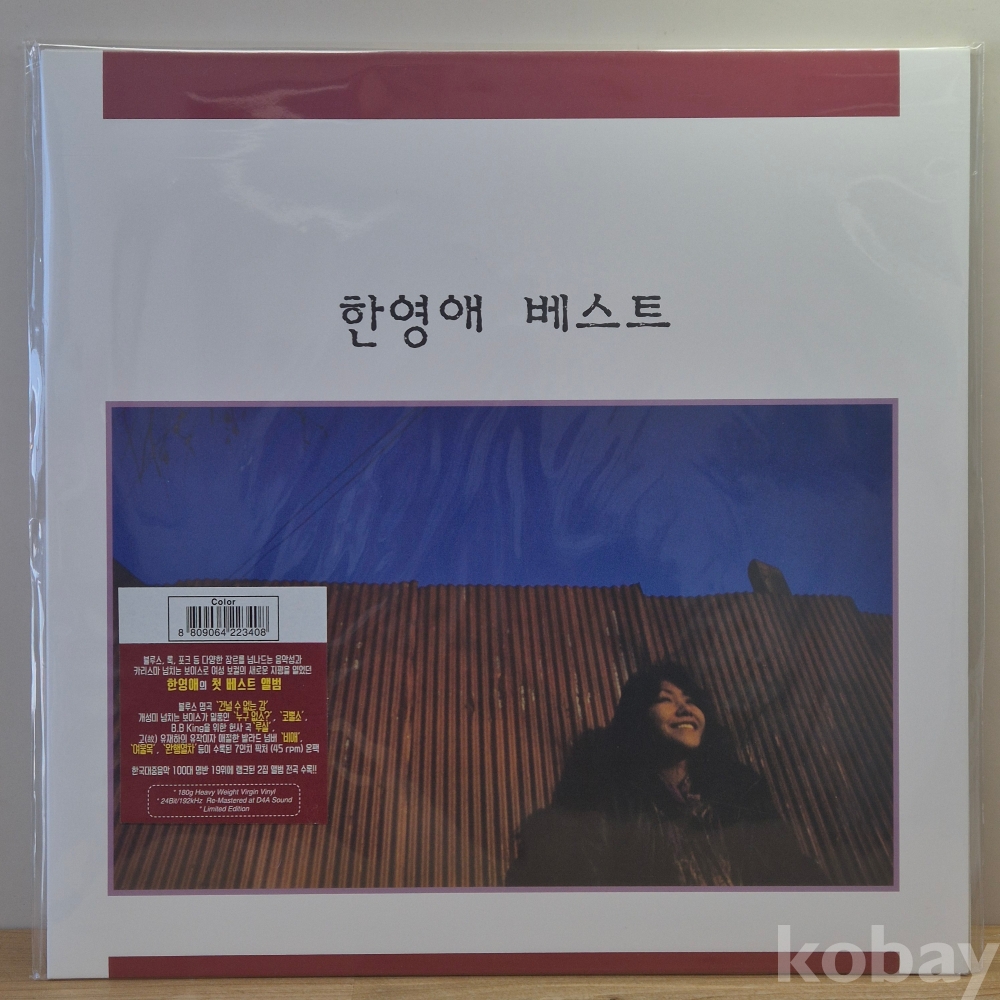 한영애 베스트
Color
8 809064 223408
블루스, 록, 포크 등 다양한 장르를 넘나드는 음악성과
카리스마 넘치는 보이스로 여성 보컬의 새로운 지평을 열었던
한영애의 첫 베스트 앨범
블루스 명곡 '건널 수 없는 강'
개성미 넘치는 보이스가 일품인 '누구 없소?', '코뿔소',
B.B King을 위한 헌사 곡 '루씰',
고(故) 유재하의 유작이자 애절한 발라드 넘버 '비애',
'여울목', '완행열차' 등이 수록된 7인치 픽처 (45 rpm) 음팩
한국대중음악 100대 명반 19위에 랭크된 2집 앨범 전곡 수록!!
* 180g Heavy Weight Virgin Vinyl
* 24Bit/192kHz Re-Mastered at D4A Sound
* Limited Edition
kobay